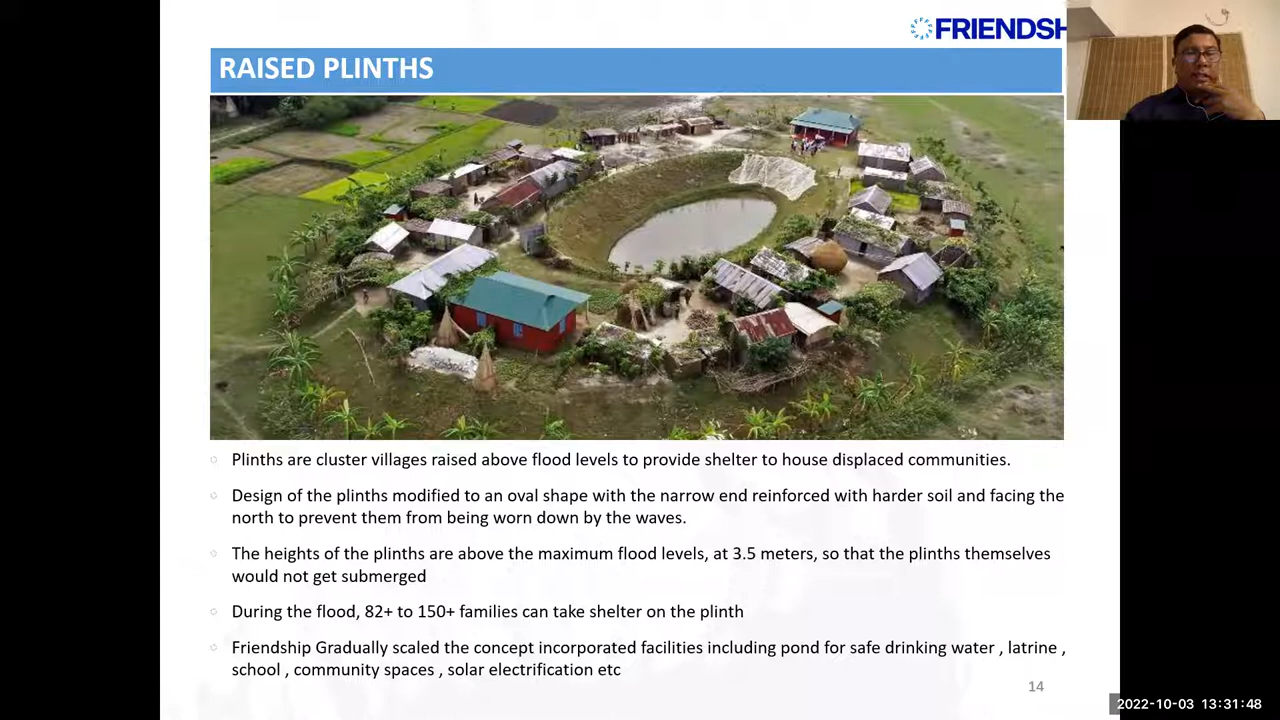 FRIENDSH
RAISED PLINTHS
Plinths are cluster villages raised above flood levels to provide shelter to house displaced communities.
Design of the plinths modified to an oval shape with the narrow end reinforced with harder soil and facing the
north to prevent them from being worn down by the waves.
The heights of the plinths are above the maximum flood levels, at 3.5 meters, so that the plinths themselves
would not get submerged
During the flood, 82+ to 150+ families can take shelter on the plinth
Friendship Gradually scaled the concept incorporated facilities including pond for safe drinking water , latrine ,
school , community spaces , solar electrification etc
14
2022-10-03 13:31:48